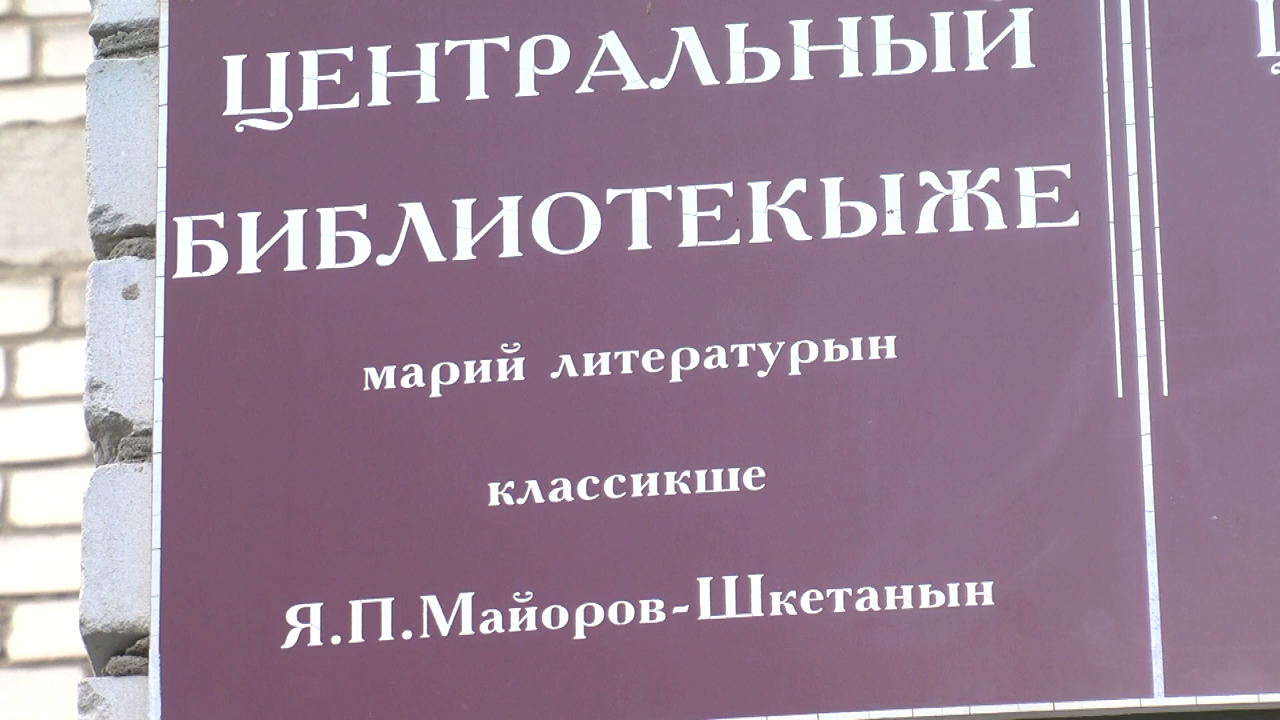 ЦЕНТРАЛЬНЫЙ
БИБЛИОТЕКЫЖЕ
марий литературын
классикше
Я.П.Майоров-Шкетанын